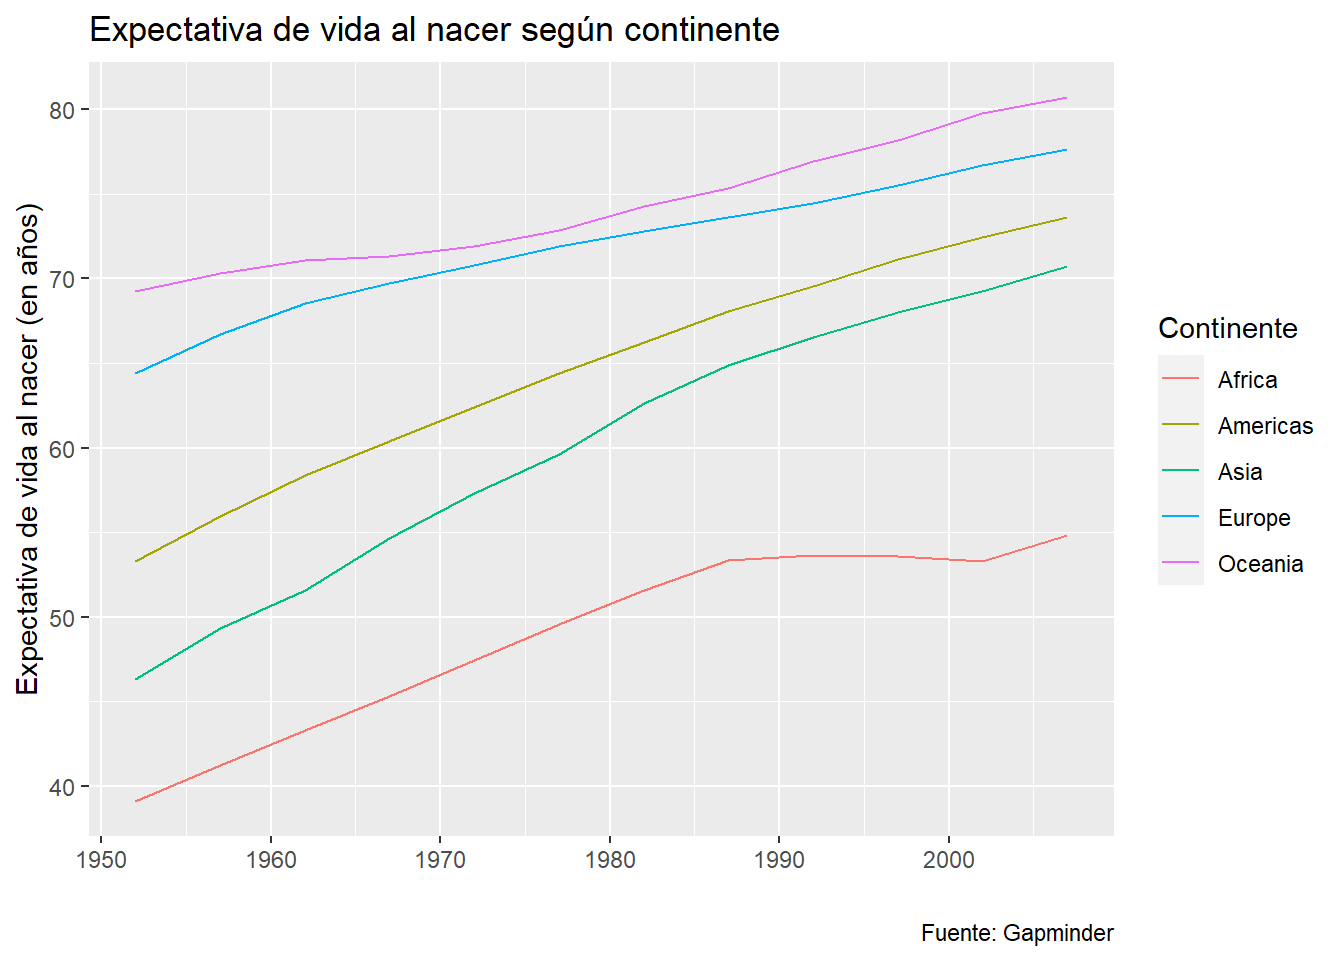 Expectativa de vida al nacer según continente
Expectativa de vida al nacer (en años)
80
70
60
50
40
1950
1960
1970
1980
1990
2000
Continente
Africa
Americas
Asia
Europe
Oceania
Fuente: Gapminder